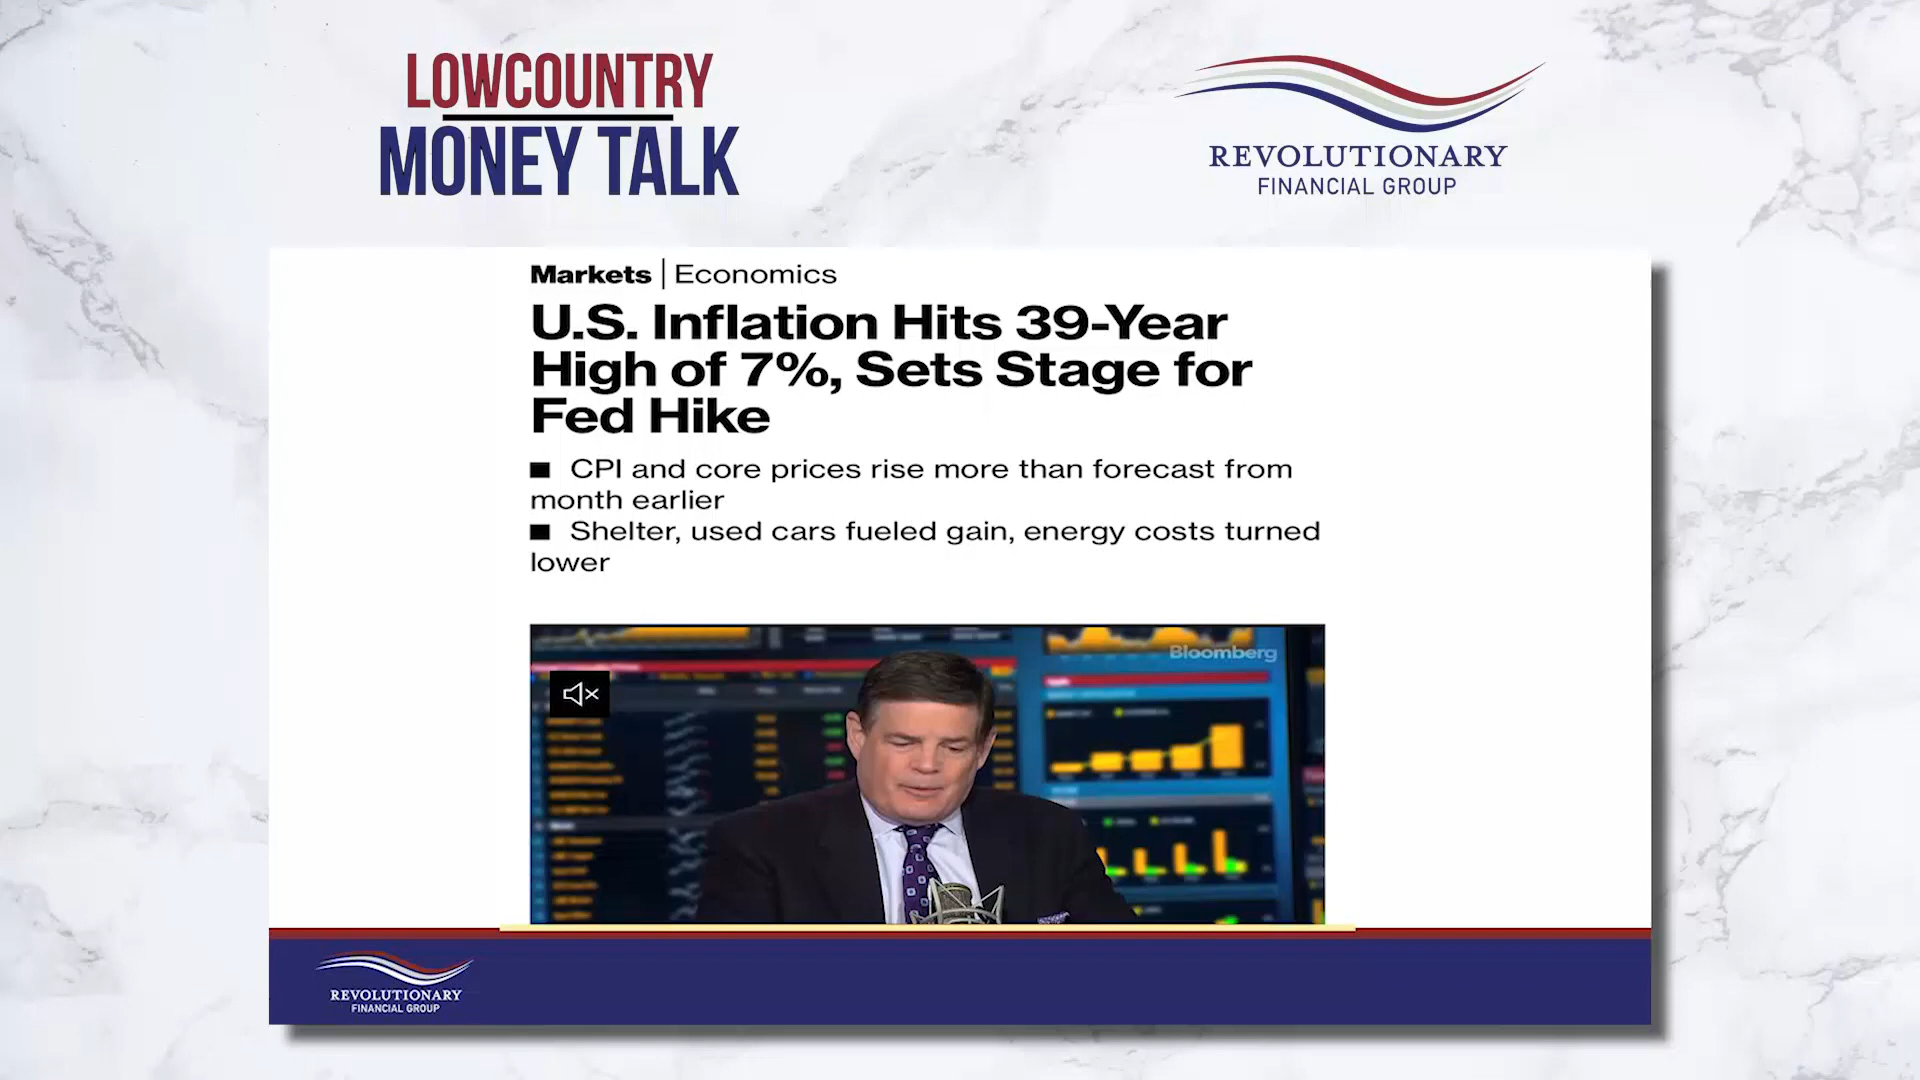 LOWCOUNTRY
MONEY TALK
REVOLUTIONARY
FINANCIAL GROUP
Markets | Economics
U.S. Inflation Hits 39-Year
High of 7%, Sets Stage for
Fed Hike
■ CPI and core prices rise more than forecast from
month earlier
■ Shelter, used cars fueled gain, energy costs turned
lower
Bloomberg
REVOLUTIONARY
FINANCIAL GROUP